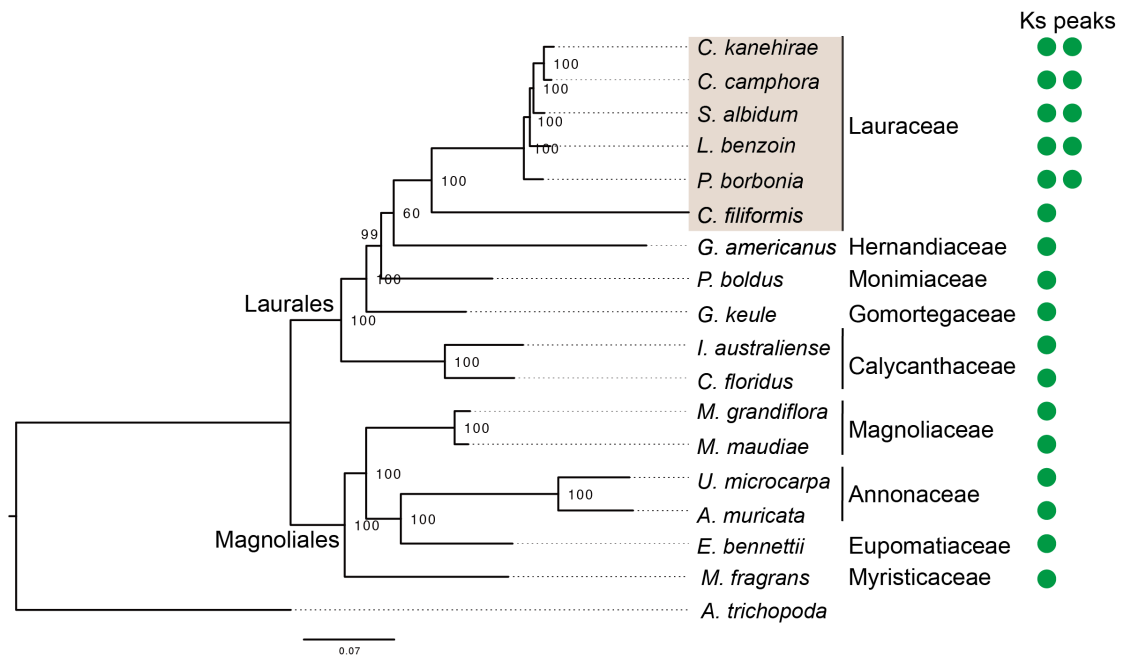 Ks peaks
C. kanehirae
100
C. camphora
100
S. albidum
100
Lauraceae
L. benzoin
100
P. borbonia
100
C. filiformis
60
99
G. americanus Hernandiaceae
P. boldus Monimiaceae
100
Laurales
G. keule Gomortegaceae
100
I. australiense
100
Calycanthaceae
C. floridus
M. grandiflora
100
Magnoliaceae
M. maudiae
100
U. microcarpa
100
Annonaceae
A. muricata
100
100
Magnoliales
E. bennettii Eupomatiaceae
M. fragrans Myristicaceae
A. trichopoda
0.07